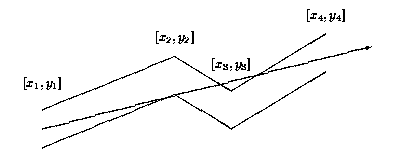 [x₄, y₄]
[x₂, y₂]
[x₃, y₃]
[x₁, y₁]